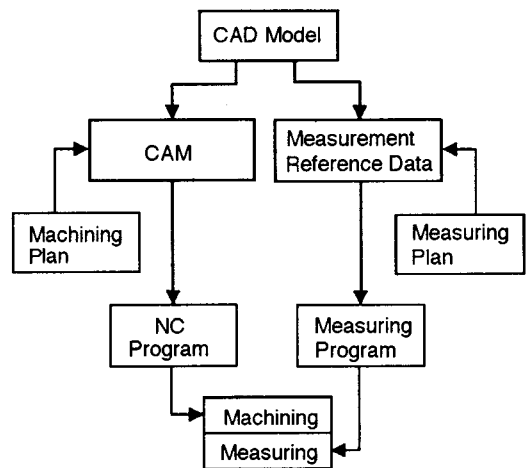 CAD Model
CAM
Measurement
Reference Data
Machining
Plan
Measuring
Plan
NC
Program
Measuring
Program
Machining
Measuring